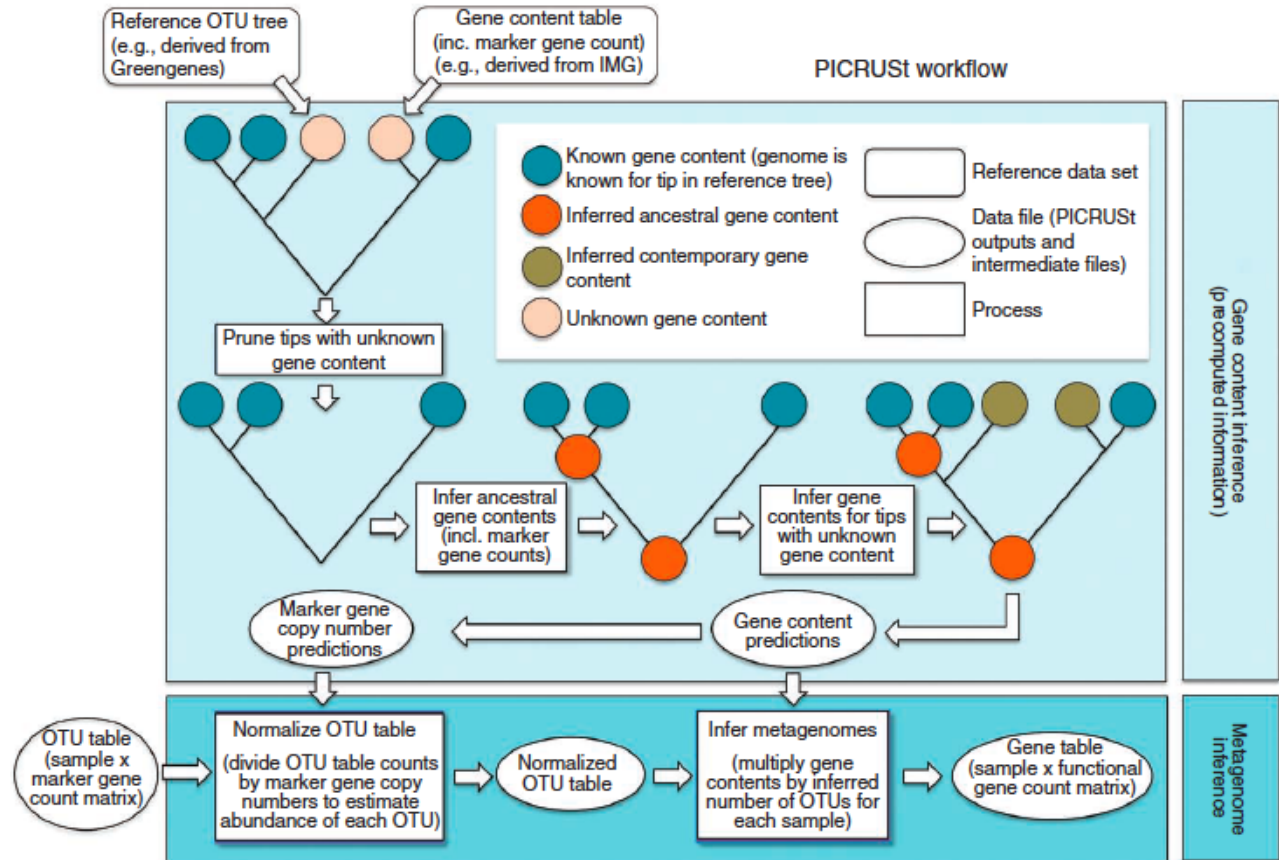 Reference OTU tree
(e.g., derived from
Greengenes)
Gene content table
(inc. marker gene count)
(e.g., derived from IMG)
PICRUSt workflow
Known gene content (genome is
known for tip in reference tree)
Inferred ancestral gene content
Inferred contemporary gene
content
Unknown gene content
Reference data set
Data file (PICRUSt
outputs and
intermediate files)
Process
Prune tips with unknown
gene content
Infer ancestral
gene contents
(incl. marker
gene counts)
Infer gene
contents for tips
with unknown
gene content
Marker gene
copy number
predictions
Gene content
predictions
Gene content inference
(precomputed information)
OTU table
(sample x
marker gene
count matrix)
Normalize OTU table
(divide OTU table counts
by marker gene copy
numbers to estimate
abundance of each OTU)
Normalized
OTU table
Infer metagenomes
(multiply gene
contents by inferred
number of OTUs for
each sample)
Gene table
(sample x functional
gene count matrix)
Metagenome
inference